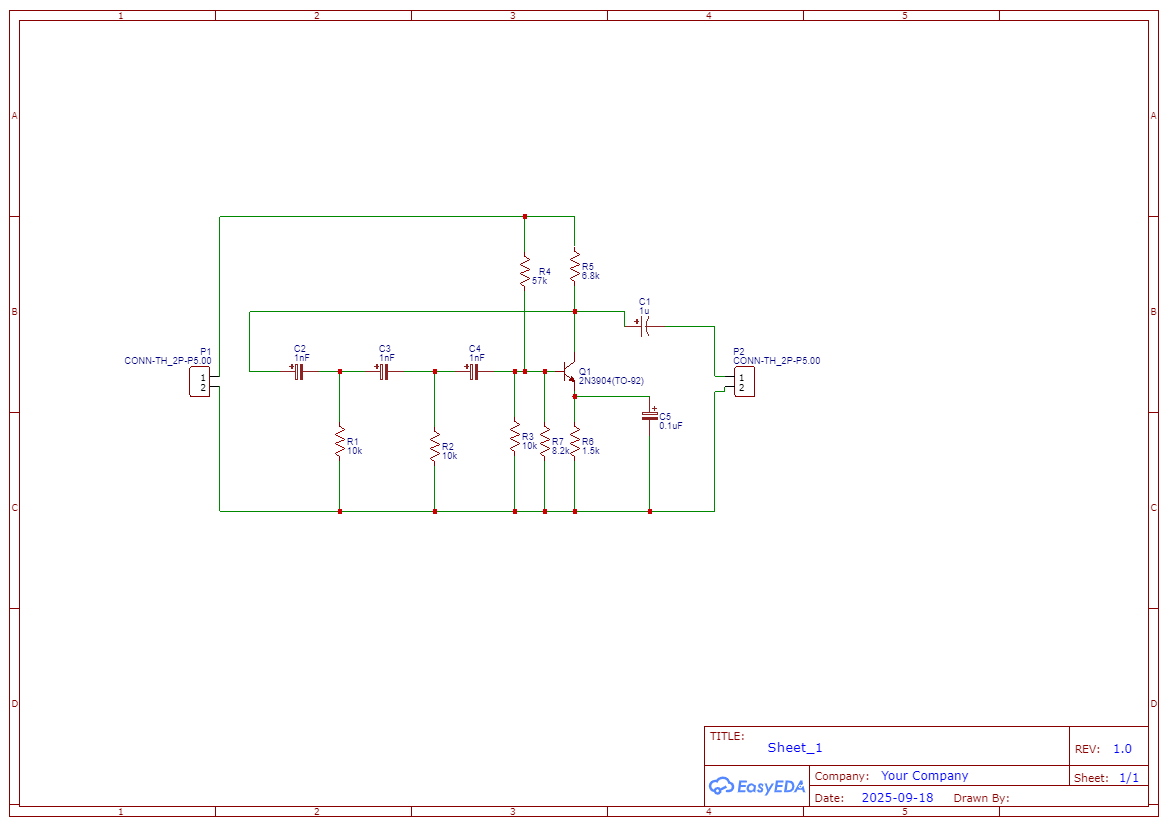 1 2 3 4 5
A A
R4
57k
R5
6.8k
C1
1u
B B
P1
CONN-TH_2P-P5.00
1
2
C2
1nF
C3
1nF
C4
1nF
Q1
2N3904(TO-92)
P2
CONN-TH_2P-P5.00
1
2
C5
0.1uF
R1
10k
R2
10k
R3
10k
R7
8.2k
R6
1.5k
C C
D D
TITLE:
Sheet_1
REV: 1.0
EasyEDA
Company: Your Company
Sheet: 1/1
Date: 2025-09-18 Drawn By:
1 2 3 4 5